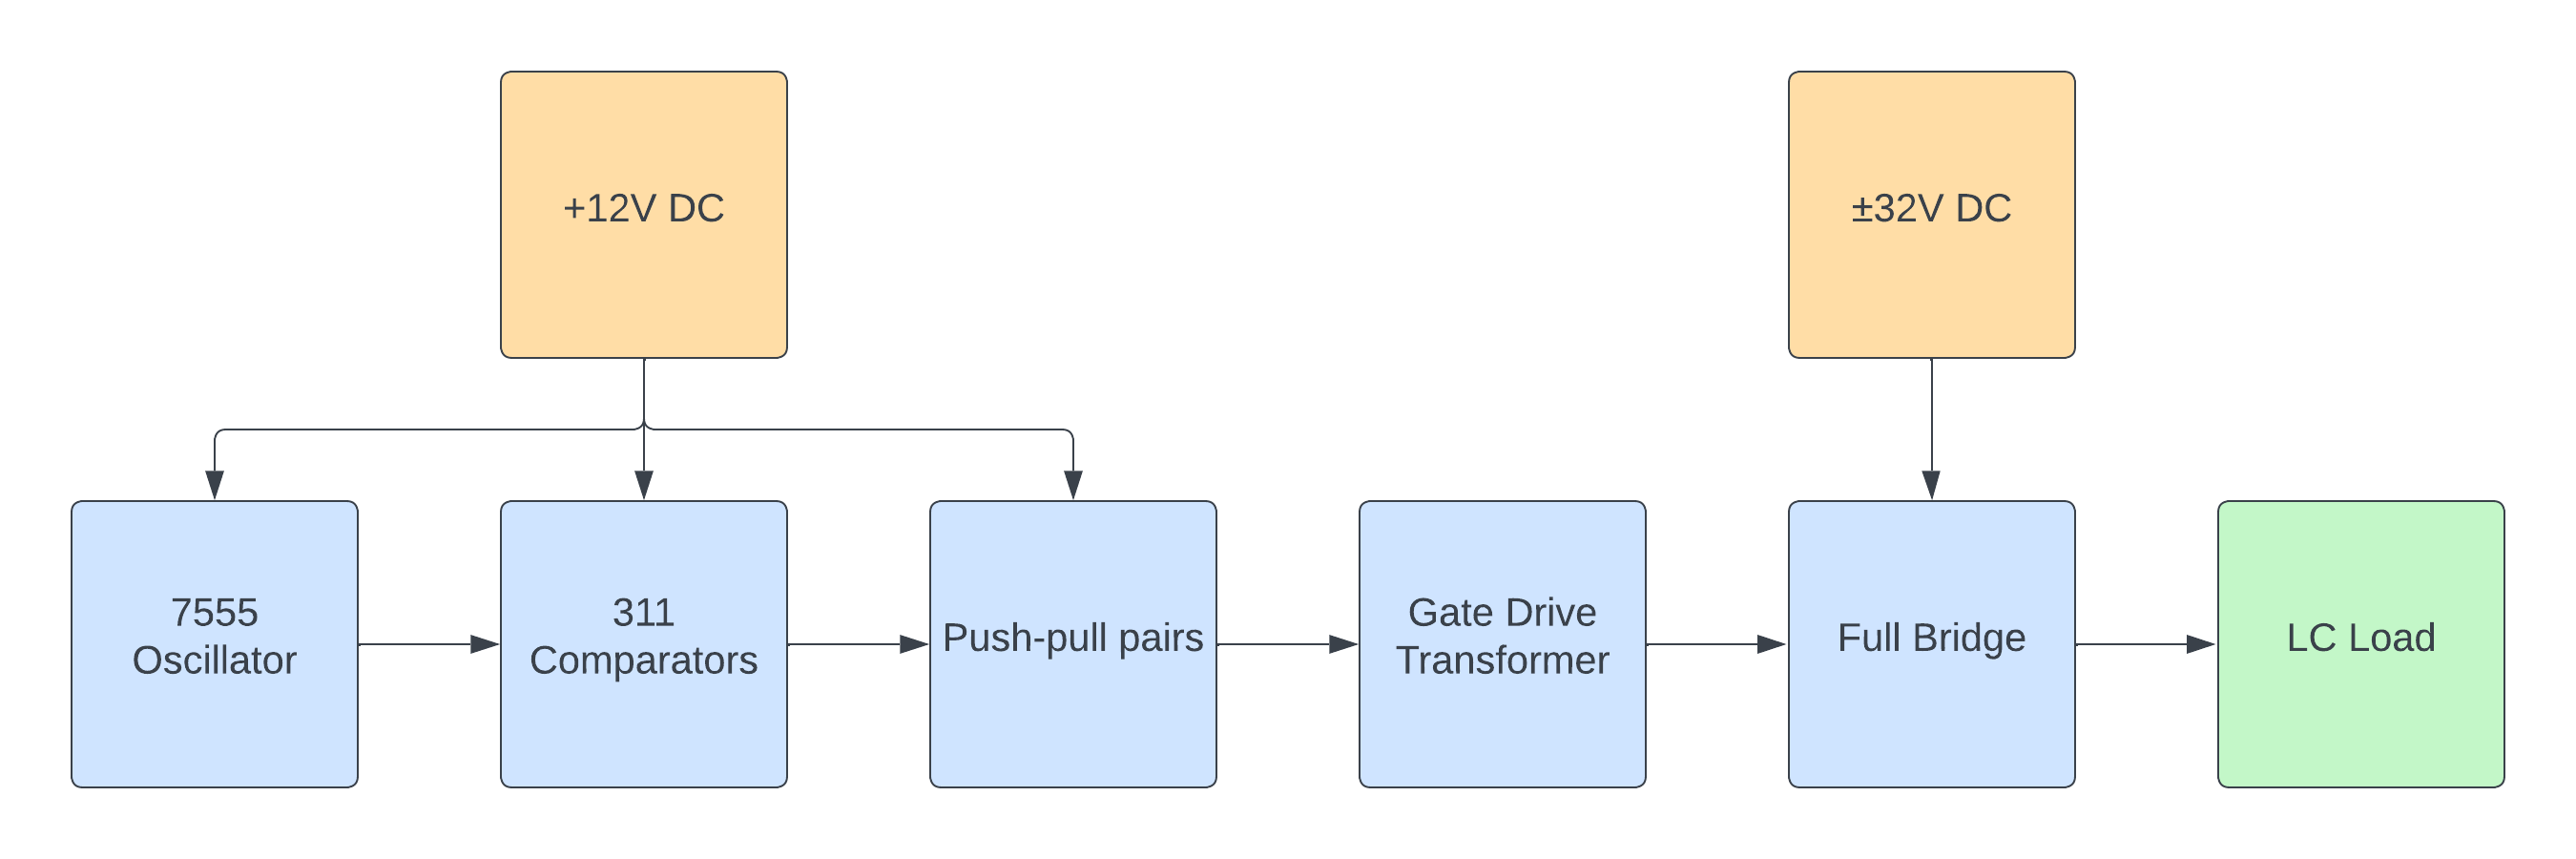 +12V DC
±32V DC
7555
Oscillator
311
Comparators
Push-pull pairs
Gate Drive
Transformer
Full Bridge
LC Load